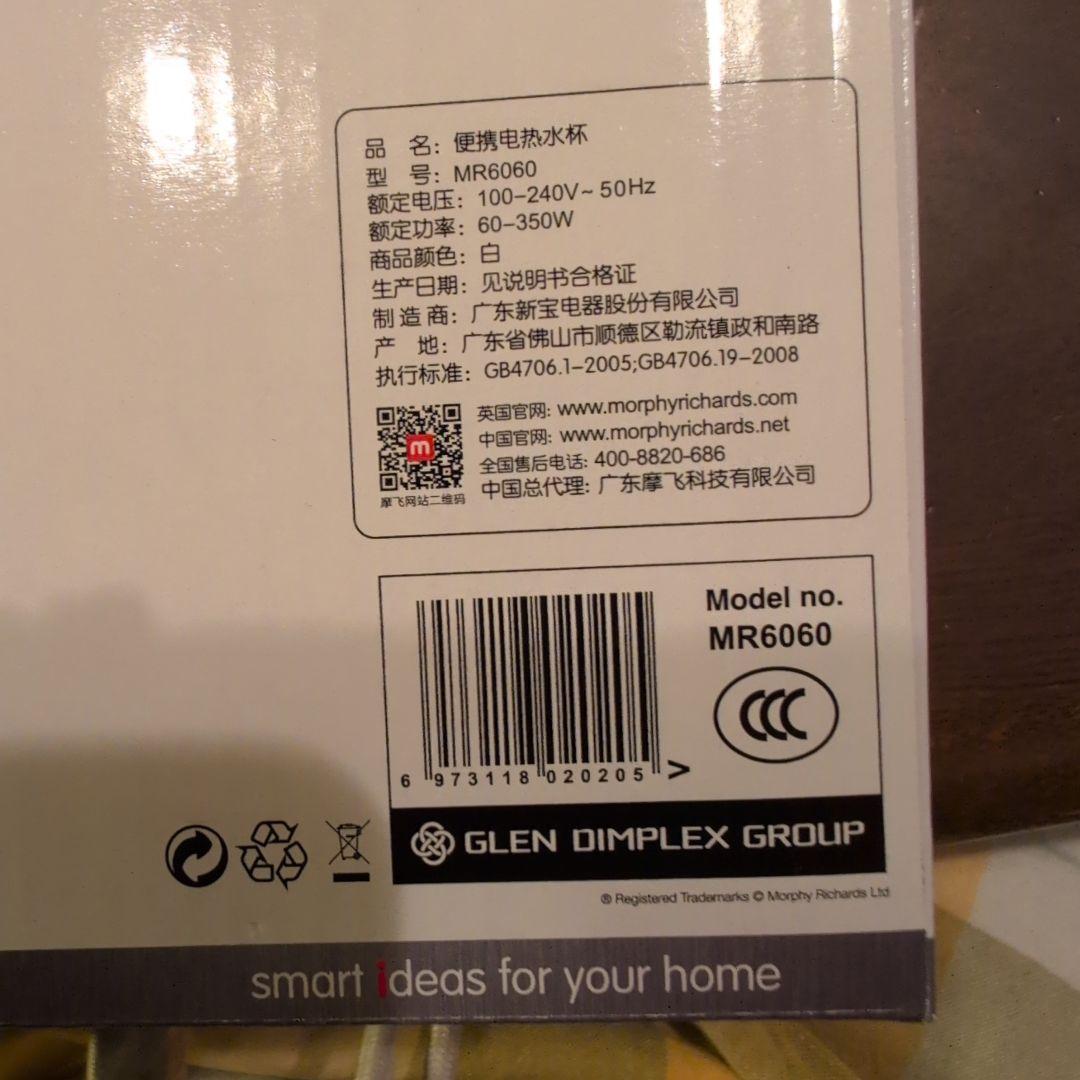 品 名：便携电热水杯
型 号：MR6060
额定电压：100-240V~ 50Hz
额定功率：60-350W
商品颜色：白
生产日期：见说明书合格证
制造商：广东新宝电器股份有限公司
产 地：广东省佛山市顺德区勒流镇政和南路
执行标准：GB4706.1-2005;GB4706.19-2008
英国官网: www.morphyrichards.com
中国官网: www.morphyrichards.net
全国售后电话: 400-8820-686
中国总代理: 广东摩飞科技有限公司
m
摩飞网站二维码
Model no.
MR6060
CCC
6 973118 020205 >
GLEN DIMPLEX GROUP
® Registered Trademarks © Morphy Richards Ltd
smart ideas for your home